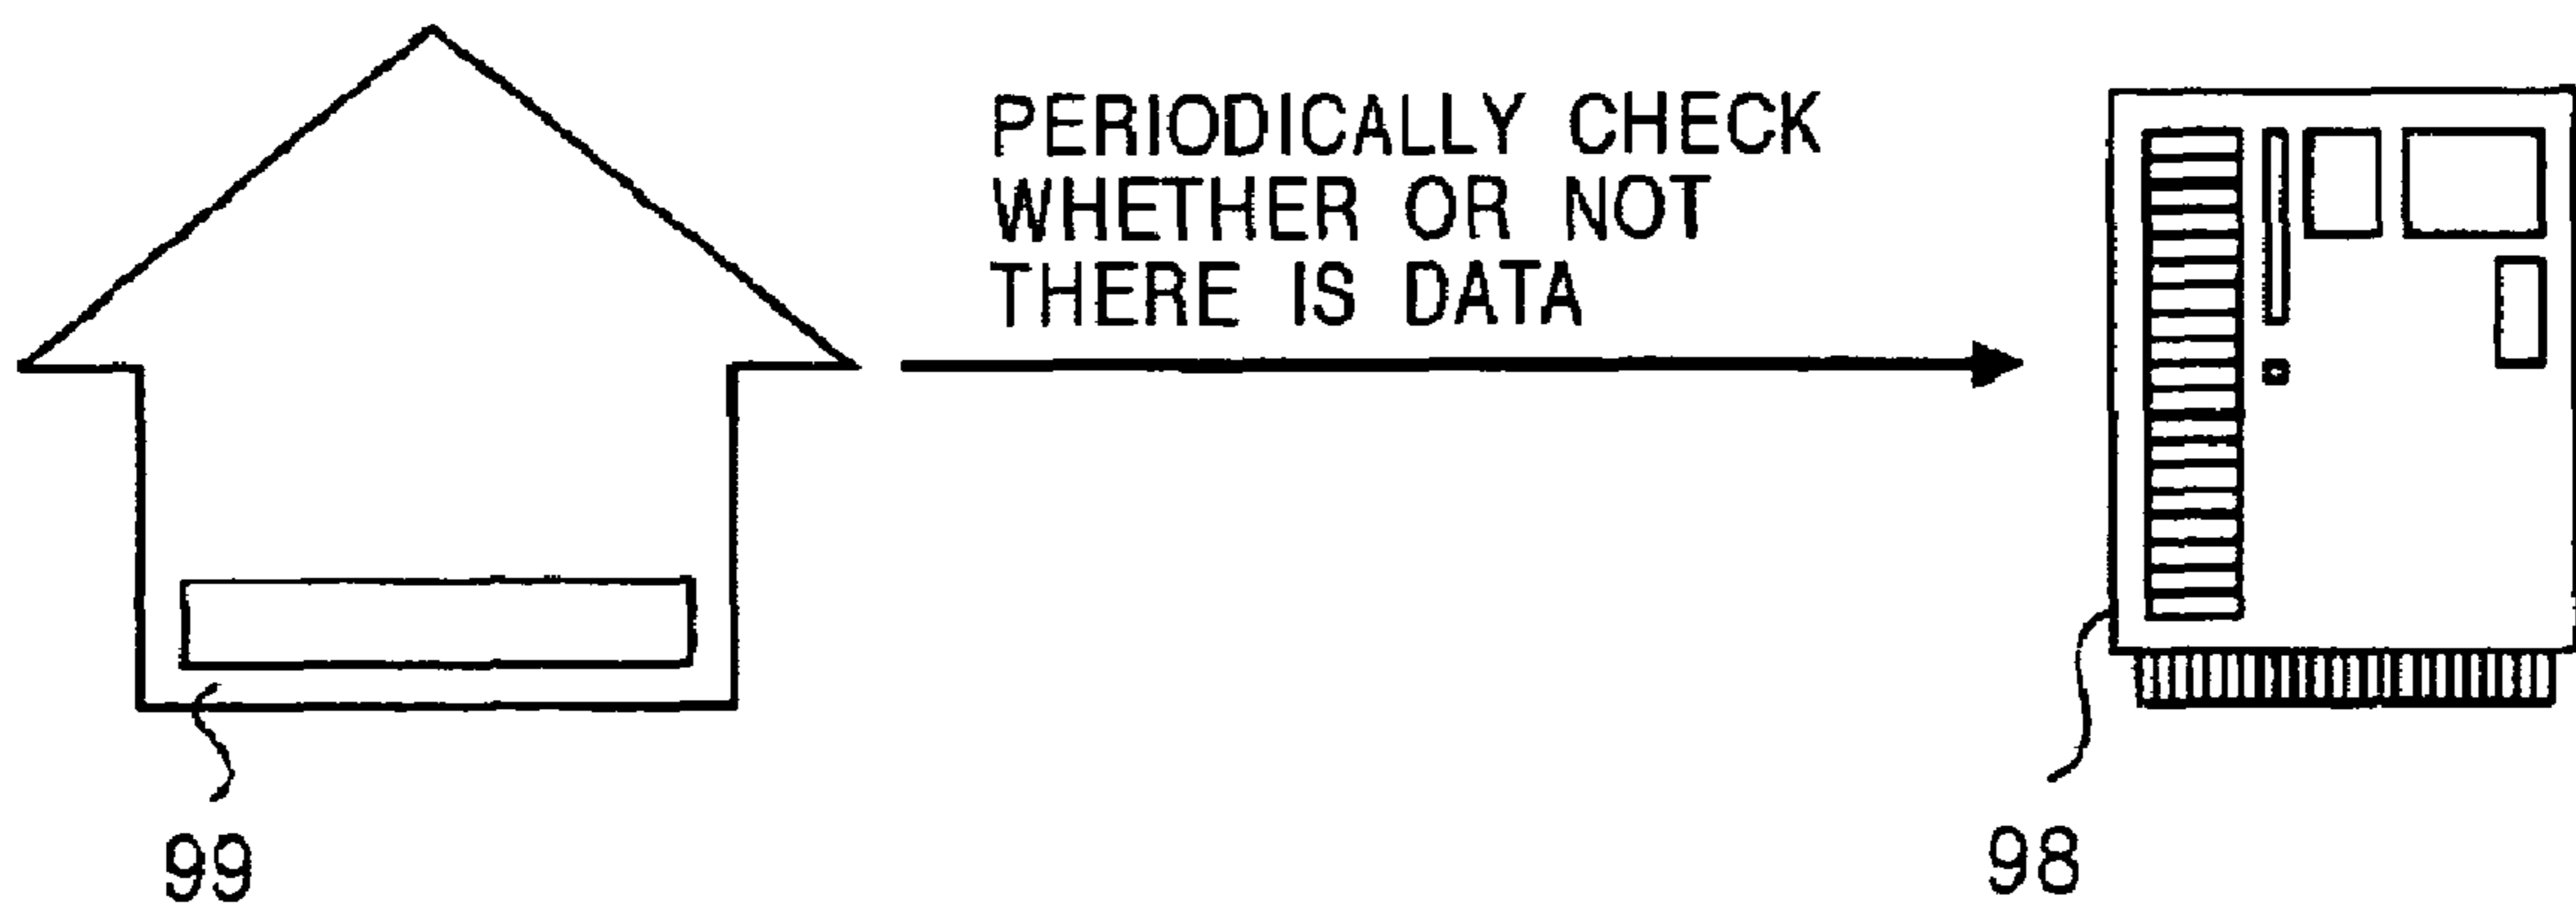 PERIODICALLY CHECK
WHETHER OR NOT
THERE IS DATA
99
98